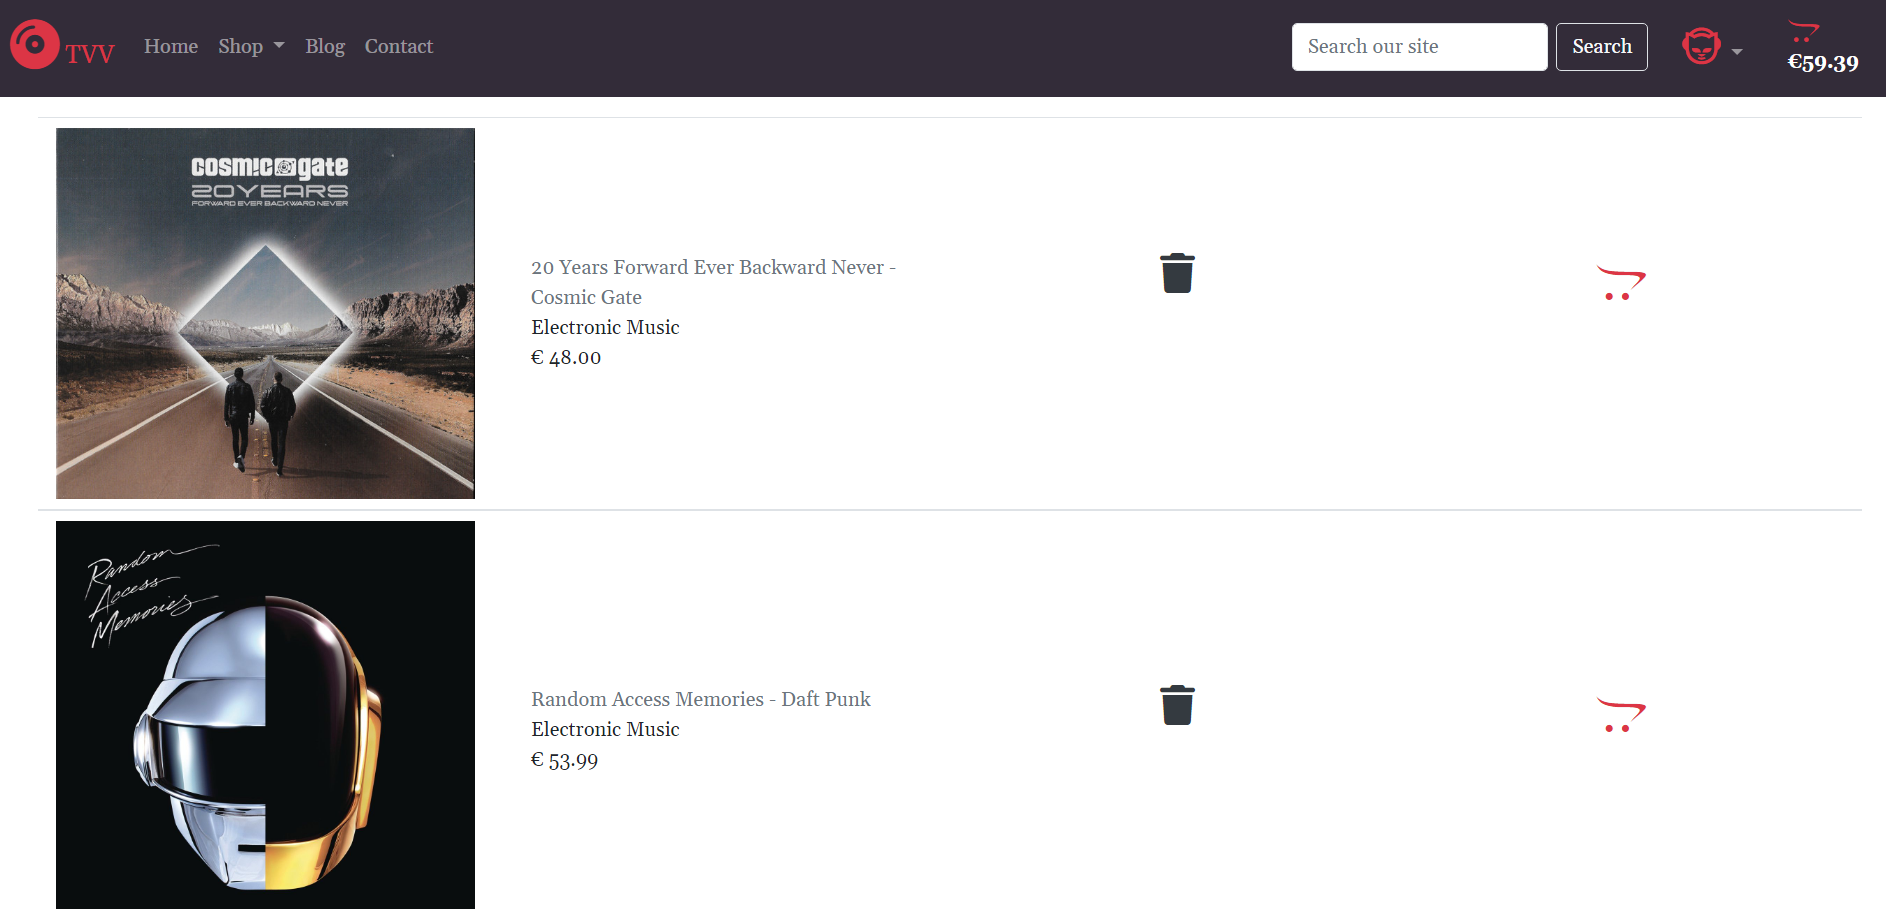 TVV
Home Shop Blog Contact
Search our site
Search
€59.39
cosmic gate
20YEARS
FORWARD EVER BACKWARD NEVER
20 Years Forward Ever Backward Never -
Cosmic Gate
Electronic Music
€ 48.00
Random
Access
Memories
Random Access Memories - Daft Punk
Electronic Music
€ 53.99